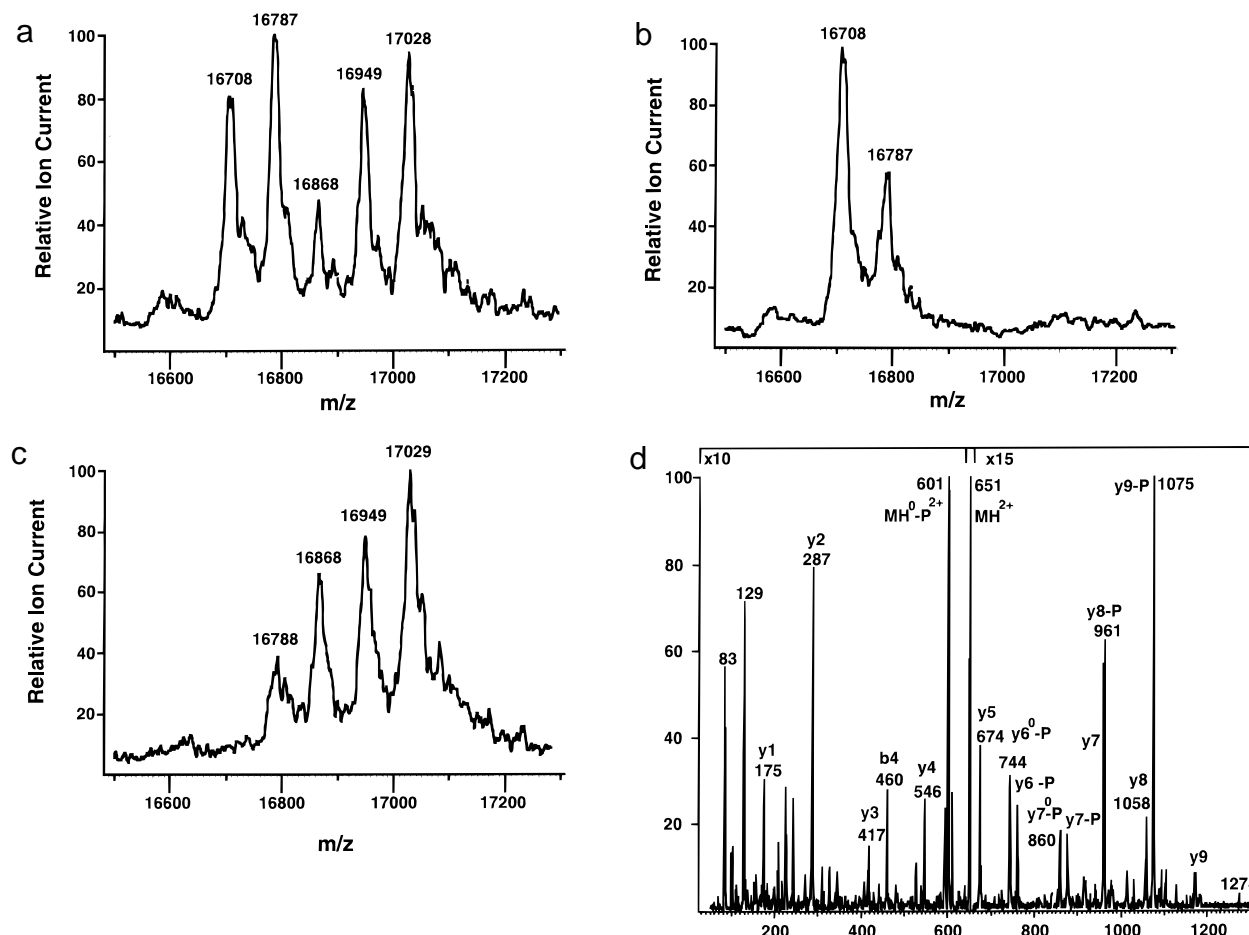 a
16787
17028
16708
16949
16868
100
80
60
40
20
Relative Ion Current
16600 16800 17000 17200
m/z
b
16708
16787
100
80
60
40
20
Relative Ion Current
16600 16800 17000 17200
m/z
c
17029
16949
16868
16788
100
80
60
40
20
Relative Ion Current
16600 16800 17000 17200
m/z
d
x10 x15
100
80
60
40
20
601
MH0-P2+
651
MH2+
y9-P 1075
y2
287
129
83
y8-P
961
y5
674
y60-P
744
y7
y1
175
b4
460
y4
546
y6 -P
y8
1058
y3
417
y7-P0
860
y7-P
y9
200 400 600 800 1000 1200